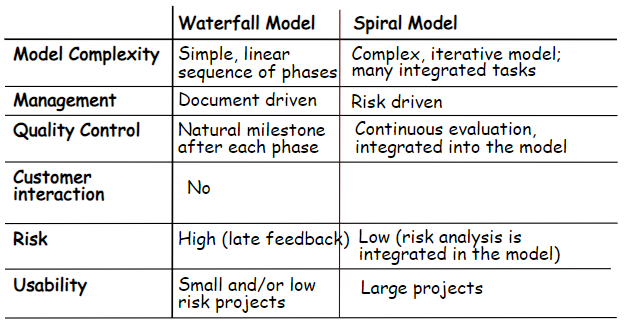 Waterfall Model Spiral Model
Model Complexity Simple, linear Complex, iterative model;
sequence of phases many integrated tasks
Management Document driven Risk driven
Quality Control Natural milestone Continuous evaluation,
after each phase integrated into the model
Customer
interaction No
Risk High (late feedback) Low (risk analysis is
integrated in the model)
Usability Small and/or low Large projects
risk projects